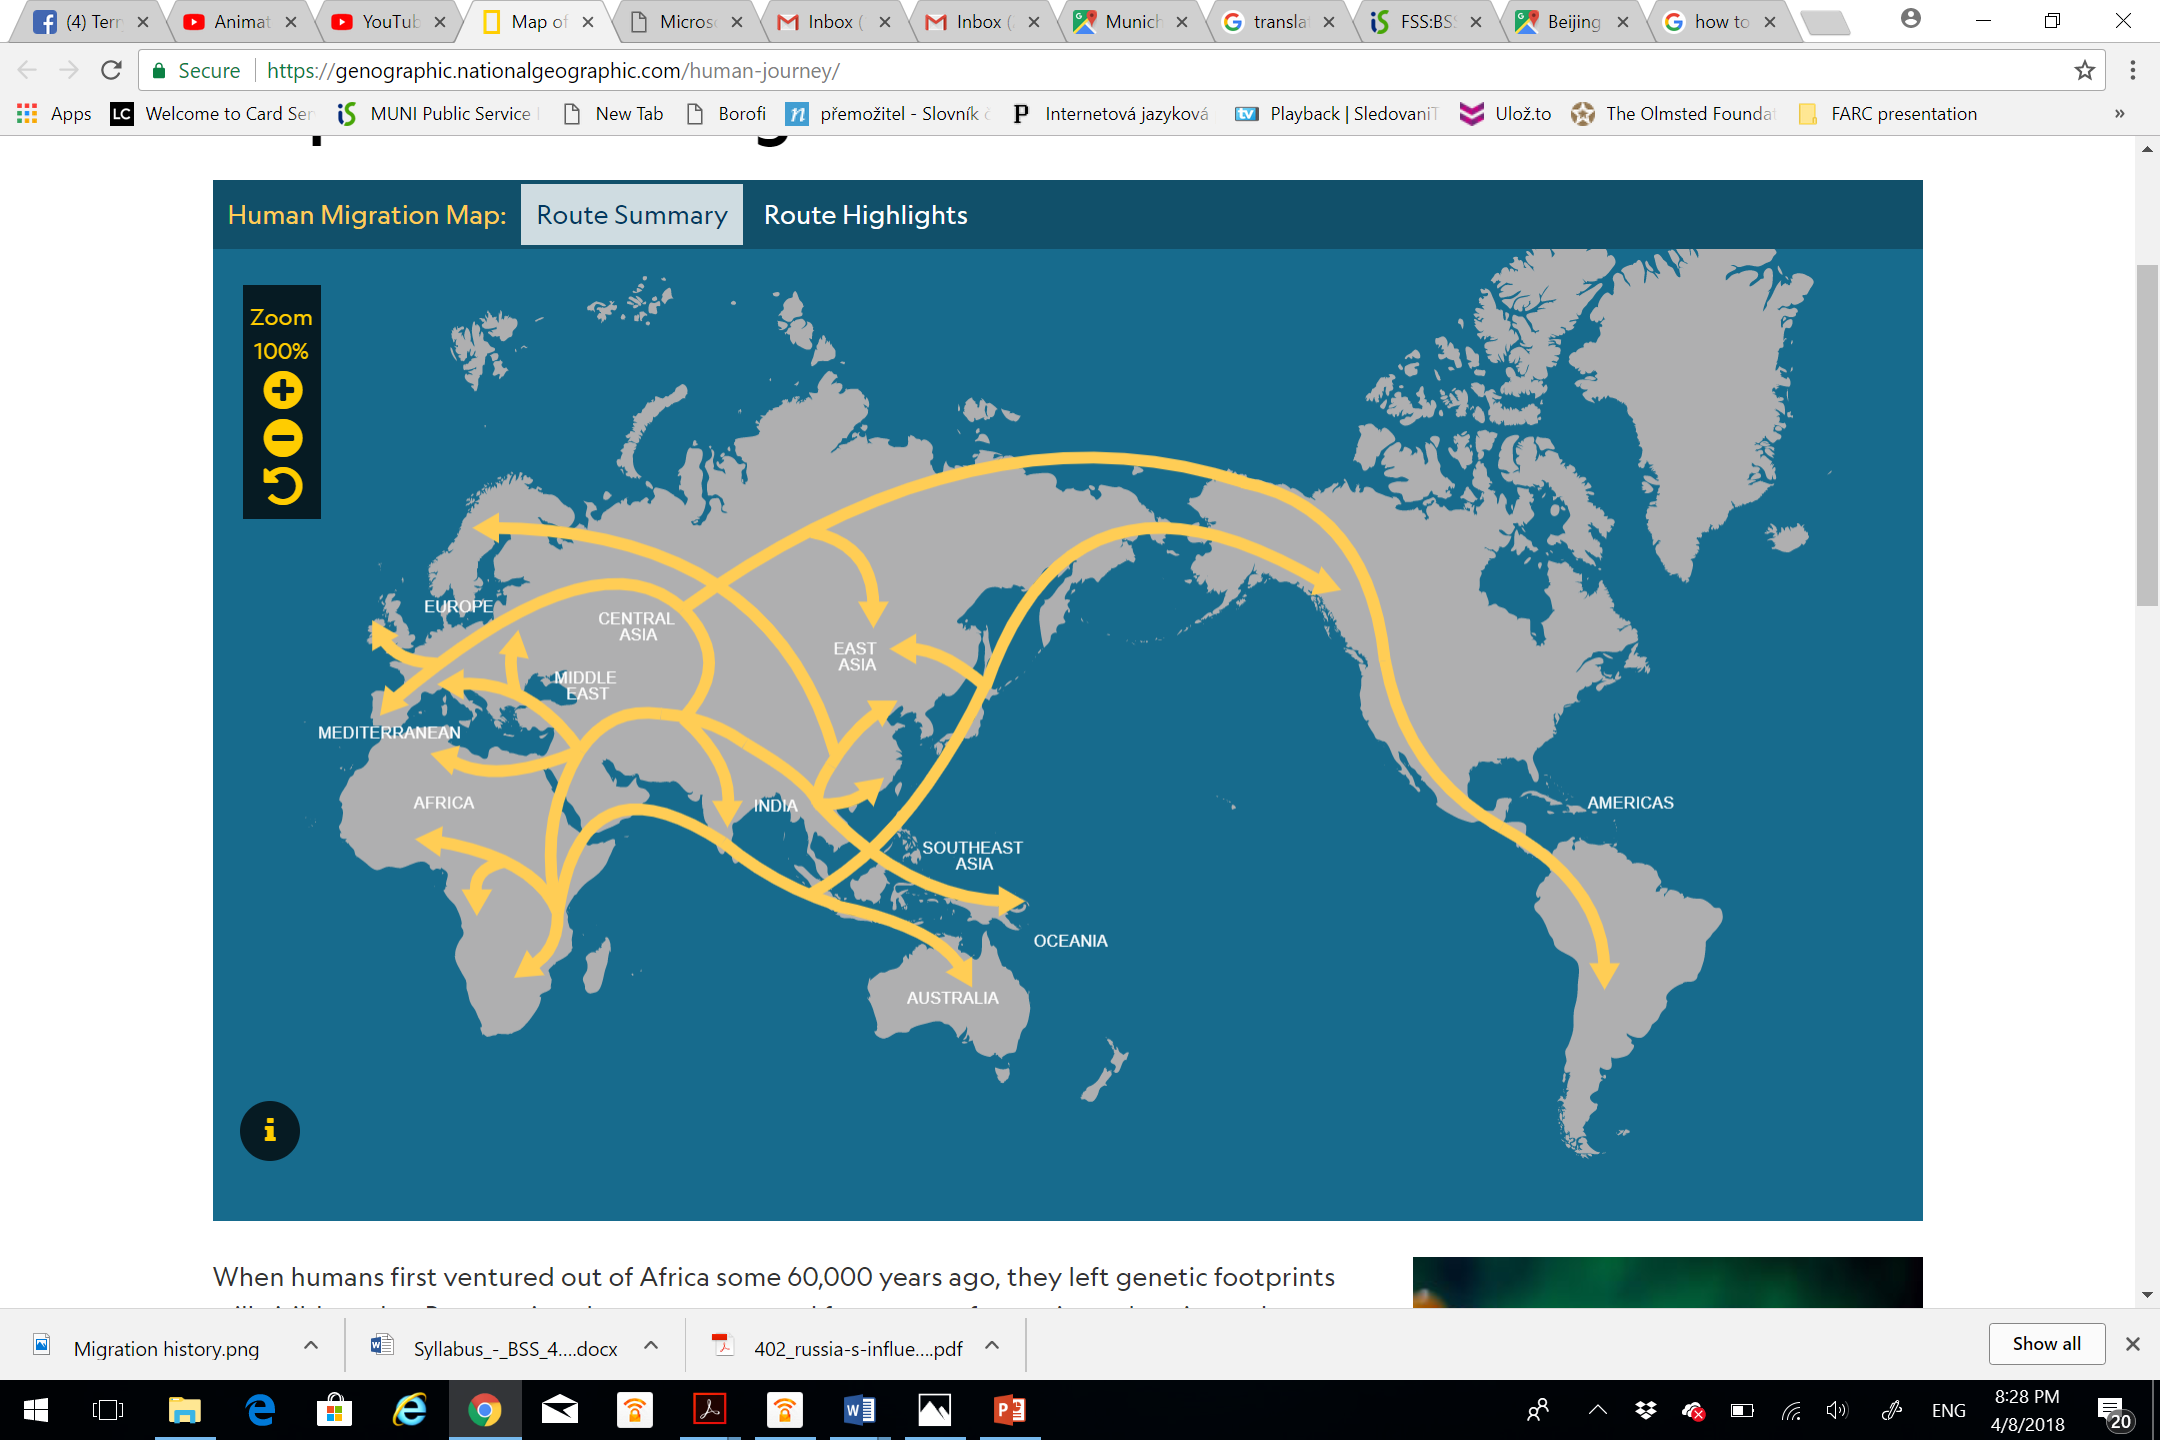 (4) Terr
Animat
YouTub
Map of
Micros
Inbox (
Inbox (
Munich
transla
FSS:BSS
Beijing
how to
Secure
https://genographic.nationalgeographic.com/human-journey/
Apps
LC Welcome to Card Ser
MUNI Public Service
New Tab
Borofi
n přemožitel - Slovník č
P Internetová jazyková
tv Playback | SledovaniT
Ulož.to
The Olmsted Foundat
FARC presentation
»
Human Migration Map:
Route Summary
Route Highlights
Zoom
100%
EUROPE
CENTRAL
ASIA
EAST
ASIA
MIDDLE
EAST
MEDITERRANEAN
AFRICA
INDIA
AMERICAS
SOUTHEAST
ASIA
OCEANIA
AUSTRALIA
i
When humans first ventured out of Africa some 60,000 years ago, they left genetic footprints
Migration history.png
Syllabus_-_BSS_4....docx
402_russia-s-influe....pdf
Show all
ENG
8:28 PM
4/8/2018
20